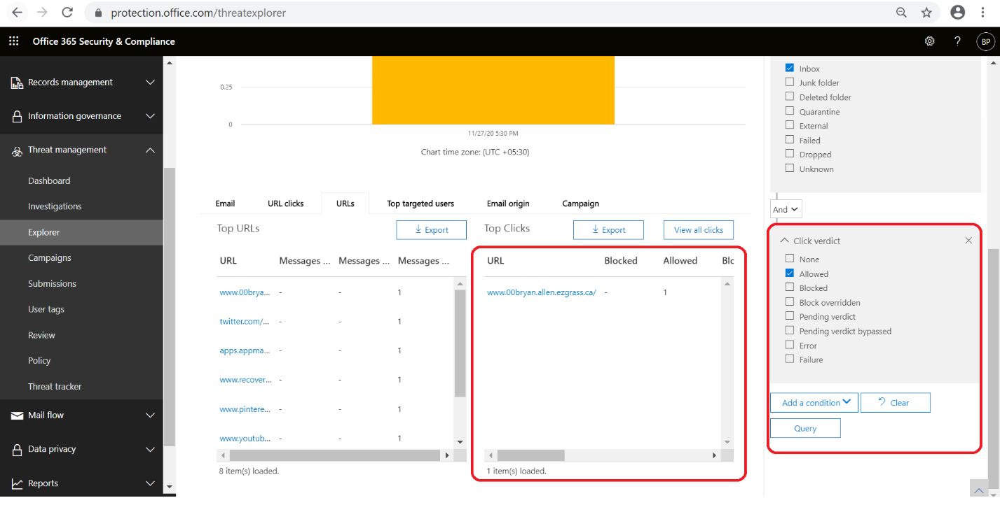 protection.office.com/threatexplorer
Office 365 Security & Compliance
?
BP
Records management
Information governance
Threat management
Dashboard
Investigations
Explorer
Campaigns
Submissions
User tags
Review
Policy
Threat tracker
Mail flow
Data privacy
Reports
0.25
0
11/27/20 5:30 PM
Chart time zone: (UTC +05:30)
Email URL clicks URLs Top targeted users Email origin Campaign
Top URLs
Export
URL Messages ... Messages ... Messages ...
www.00brya... - - 1
twitter.com/... - - 1
apps.appma... - - 1
www.recover... - - 1
www.pintere... - - 1
www.youtub... - - 1
8 item(s) loaded.
Top Clicks
Export
View all clicks
URL Blocked Allowed Blc
www.00bryan.allen.ezgrass.ca/ - 1
1 item(s) loaded.
Inbox
Junk folder
Deleted folder
Quarantine
External
Failed
Dropped
Unknown
And
Click verdict
None
Allowed
Blocked
Block overridden
Pending verdict
Pending verdict bypassed
Error
Failure
Add a condition
Clear
Query